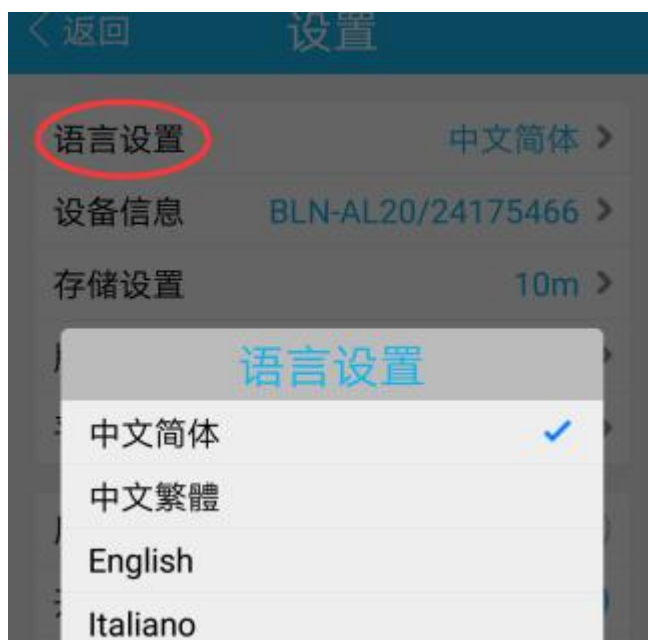 返回 设置
语言设置 中文简体
设备信息 BLN-AL20/24175466
存储设置 10m
语言设置
中文简体
中文繁體
English
Italiano